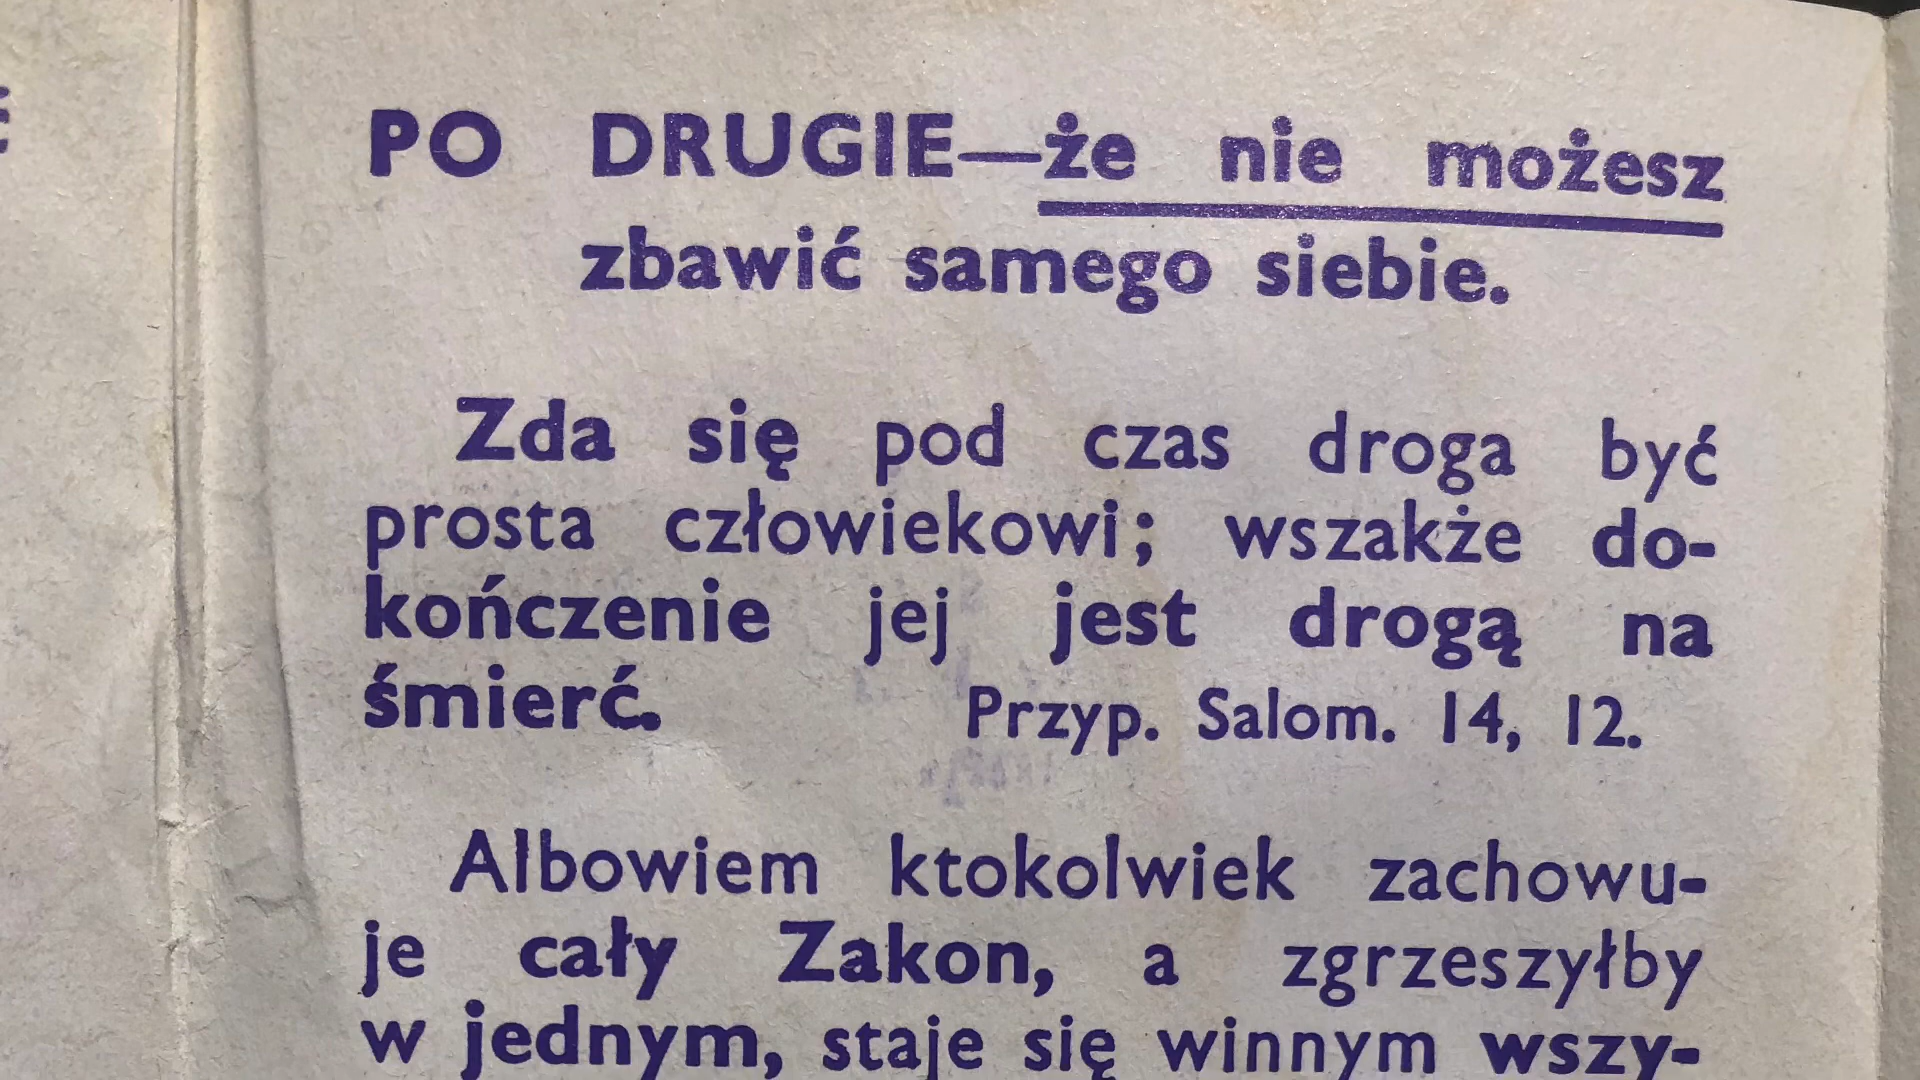 PO DRUGIE—że nie możesz
zbawić samego siebie.
Zda się pod czas droga być
prosta człowiekowi; wszakże do-
kończenie jej jest drogą na
śmierć. Przyp. Salom. 14, 12.
Albowiem ktokolwiek zachowu-
je cały Zakon, a zgrzeszyłby
w jednym, staje się winnym wszy-